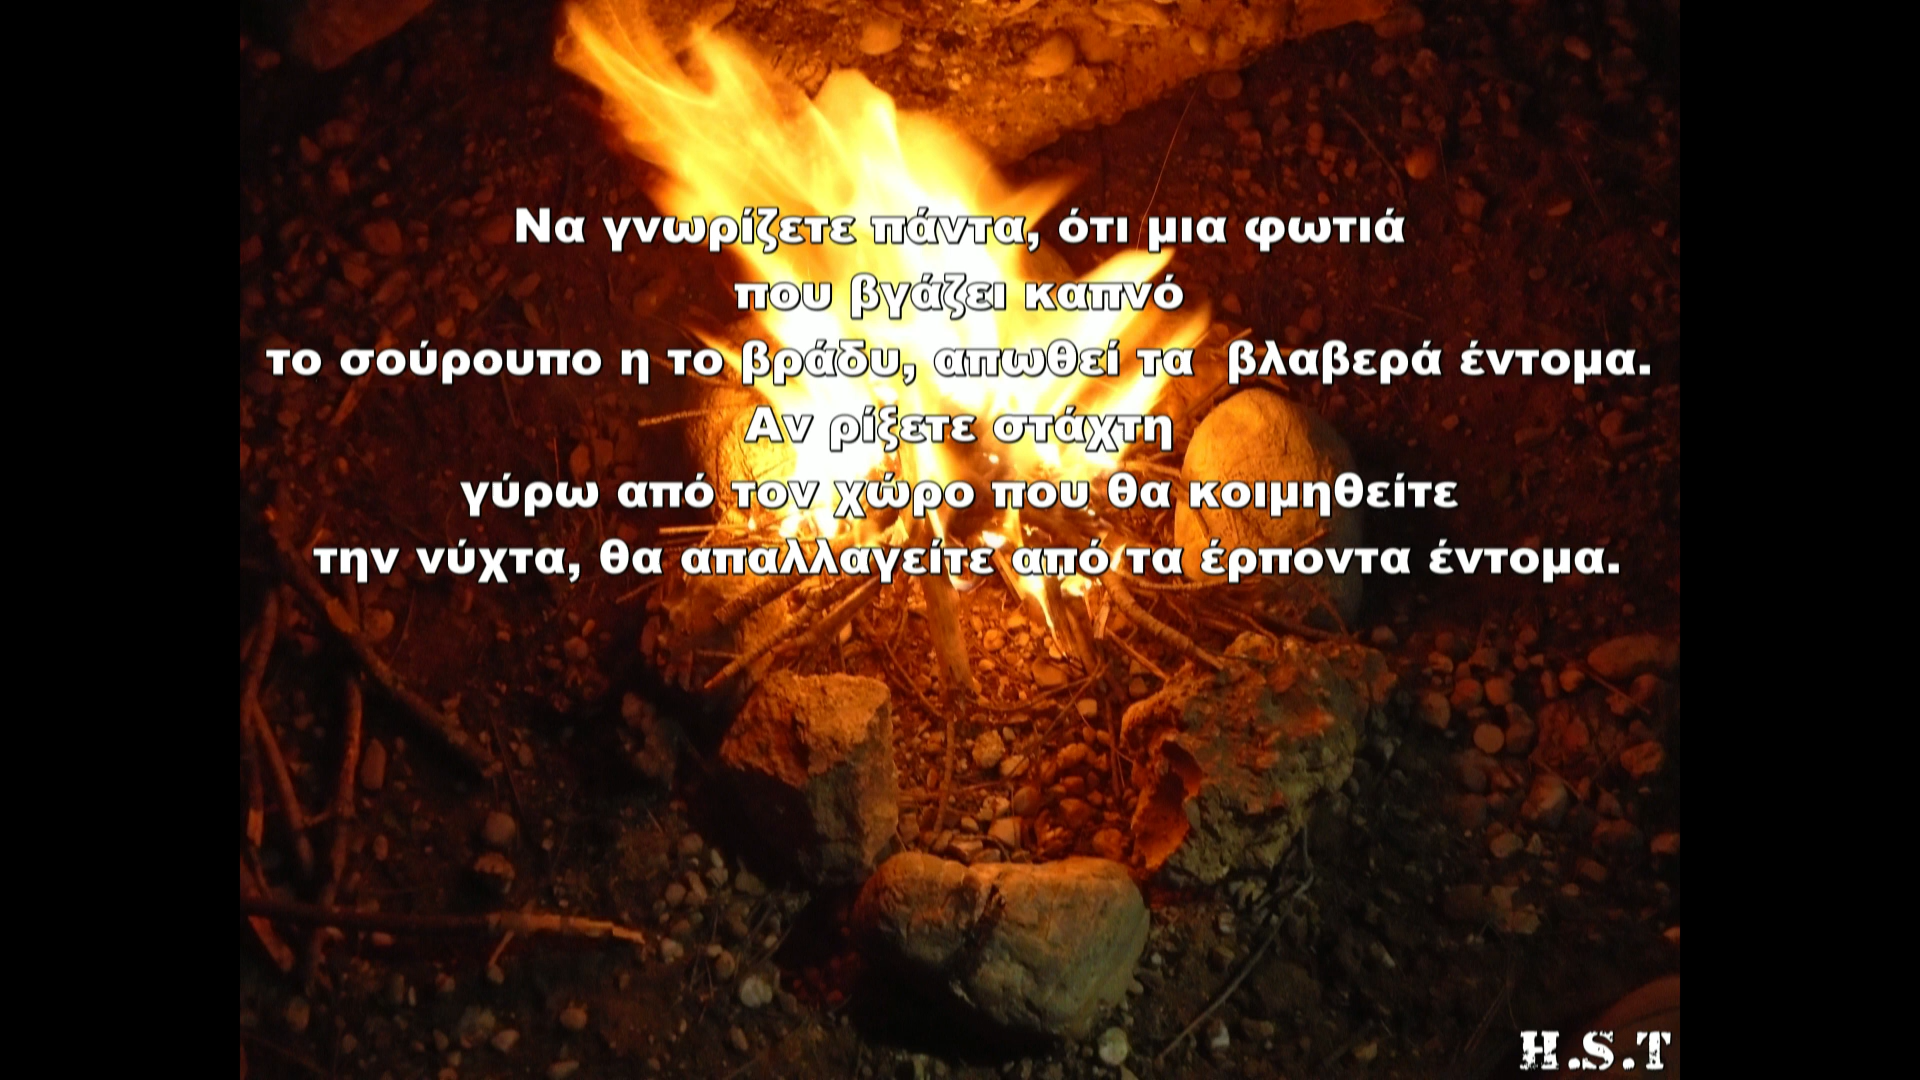 Να γνωρίζετε πάντα, ότι μια φωτιά
που βγάζει καπνό
το σούρουπο η το βράδυ, απωθεί τα βλαβερά έντομα.
Αν ρίξετε στάχτη
γύρω από τον χώρο που θα κοιμηθείτε
την νύχτα, θα απαλλαγείτε από τα έρποντα έντομα.
H.S.T